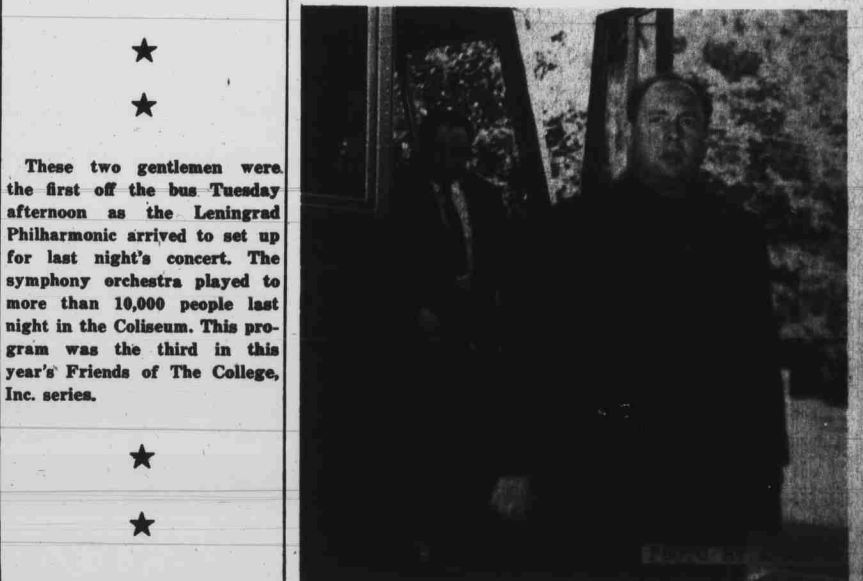 These two gentlemen were
the first off the bus Tuesday
afternoon as the Leningrad
Philharmonic arrived to set up
for last night's concert. The
symphony orchestra played to
more than 10,000 people last
night in the Coliseum. This pro-
gram was the third in this
year's Friends of The College,
Inc. series.